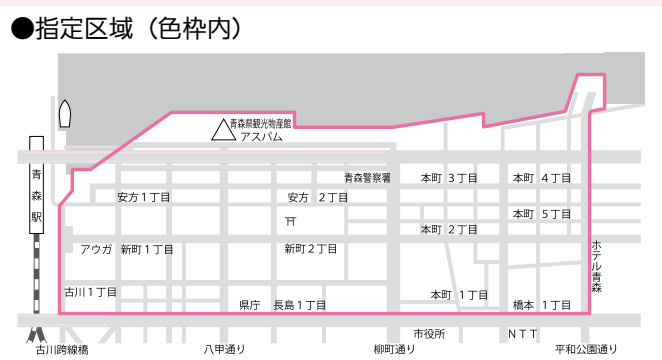 ●指定区域（色枠内）
青森県観光物産館
アスパム
青森駅
青森警察署
本町 3丁目
本町 4丁目
安方1丁目
安方 2丁目
本町 5丁目
本町 2丁目
アウガ
新町1丁目
新町2丁目
ホテル青森
古川1丁目
県庁
長島1丁目
本町 1丁目
橋本 1丁目
市役所
NTT
古川跨線橋
八甲通り
柳町通り
平和公園通り